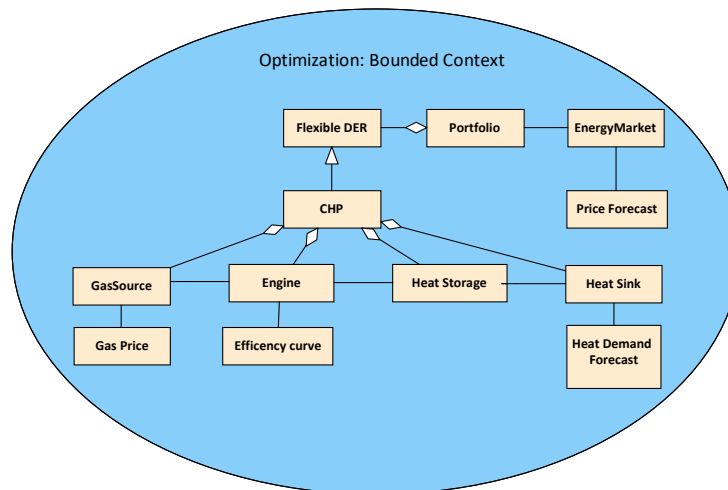 Optimization: Bounded Context
Flexible DER
Portfolio
EnergyMarket
CHP
Price Forecast
GasSource
Engine
Heat Storage
Heat Sink
Gas Price
Efficency curve
Heat Demand
Forecast